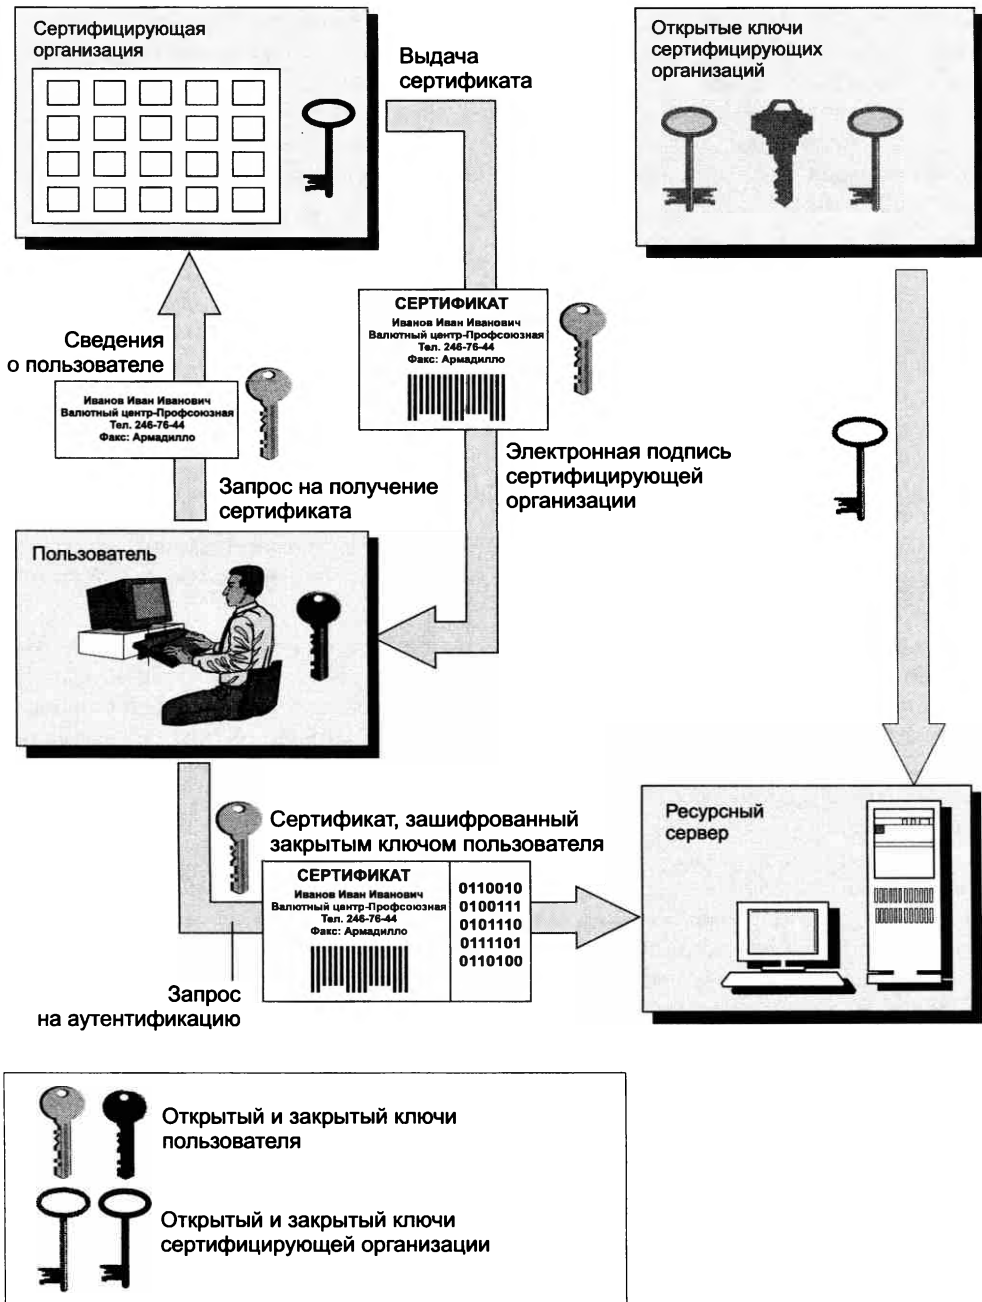 Сертифицирующая
организация
Выдача
сертификата
Открытые ключи
сертифицирующих
организаций
СЕРТИФИКАТ
Иванов Иван Иванович
Валютный центр-Профсоюзная
Тел. 246-76-44
Факс: Армадилло
Сведения
о пользователе
Иванов Иван Иванович
Валютный центр-Профсоюзная
Тел. 246-76-44
Факс: Армадилло
Электронная подпись
сертифицирующей
организации
Запрос на получение
сертификата
Пользователь
Сертификат, зашифрованный
закрытым ключом пользователя
СЕРТИФИКАТ
Иванов Иван Иванович
Валютный центр-Профсоюзная
Тел. 246-76-44
Факс: Армадилло
0110010
0100111
0101110
0111101
0110100
Ресурсный
сервер
Запрос
на аутентификацию
Открытый и закрытый ключи
пользователя
Открытый и закрытый ключи
сертифицирующей организации